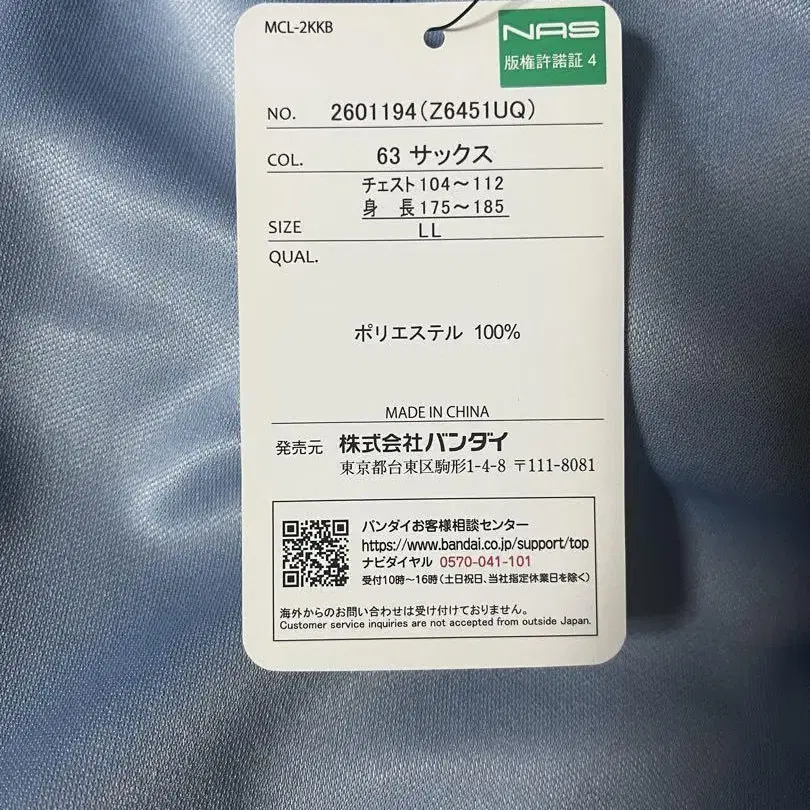 MCL-2KKB
NAS
版権許諾証 4
NO. 2601194(Z6451UQ)
COL. 63 サックス
チェスト 104～112
身 長 175～185
SIZE LL
QUAL.
ポリエステル 100%
MADE IN CHINA
発売元 株式会社バンダイ
東京都台東区駒形1-4-8 〒111-8081
バンダイお客様相談センター
https://www.bandai.co.jp/support/top
ナビダイヤル 0570-041-101
受付10時～16時(土日祝日、当社指定休業日を除く)
海外からのお問い合わせは受け付けておりません。
Customer service inquiries are not accepted from outside Japan.